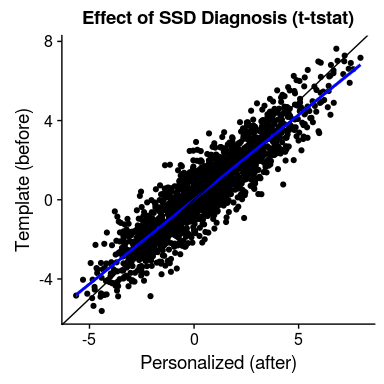 Effect of SSD Diagnosis (t-tstat)
8
4
0
-4
Template (before)
-5
0
5
Personalized (after)